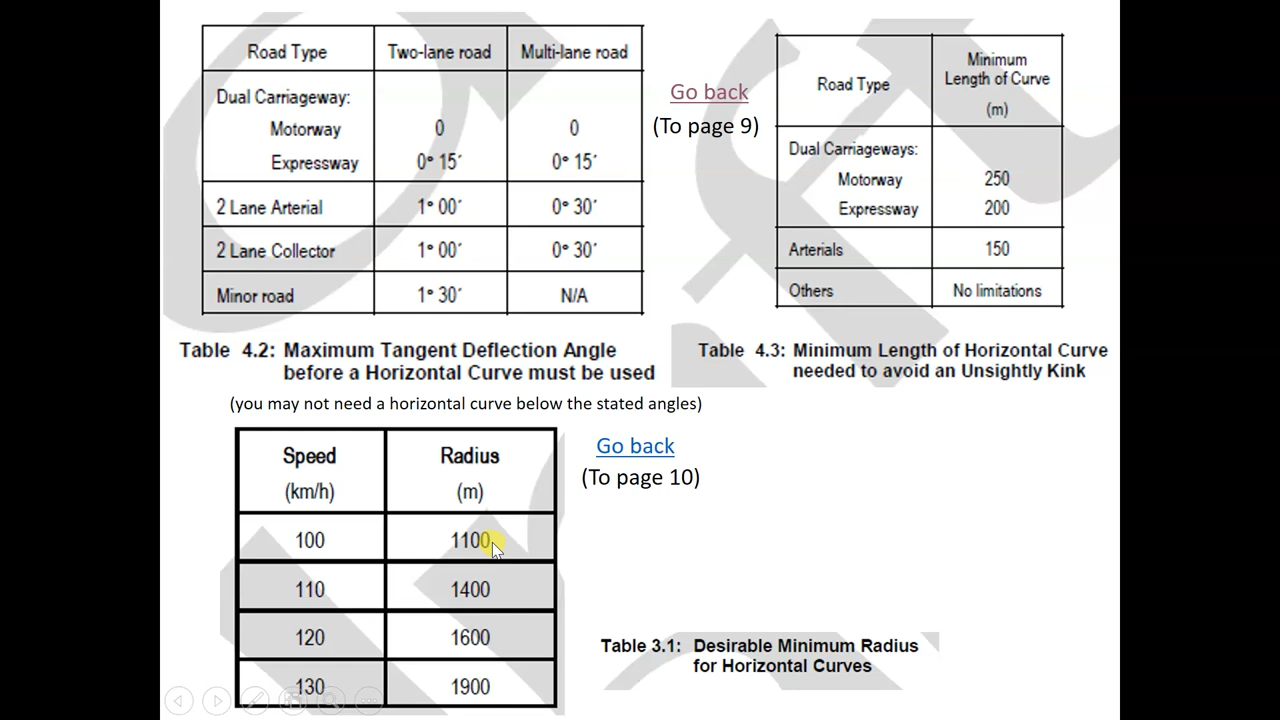 Road Type Two-lane road Multi-lane road
Dual Carriageway:
Motorway 0 0
Expressway 0° 15´ 0° 15´
2 Lane Arterial 1° 00´ 0° 30´
2 Lane Collector 1° 00´ 0° 30´
Minor road 1° 30´ N/A
Table 4.2: Maximum Tangent Deflection Angle
before a Horizontal Curve must be used
(you may not need a horizontal curve below the stated angles)
Go back
(To page 9)
Road Type Minimum
Length of Curve
(m)
Dual Carriageways:
Motorway 250
Expressway 200
Arterials 150
Others No limitations
Table 4.3: Minimum Length of Horizontal Curve
needed to avoid an Unsightly Kink
Speed Radius
(km/h) (m)
100 1100
110 1400
120 1600
130 1900
Go back
(To page 10)
Table 3.1: Desirable Minimum Radius
for Horizontal Curves